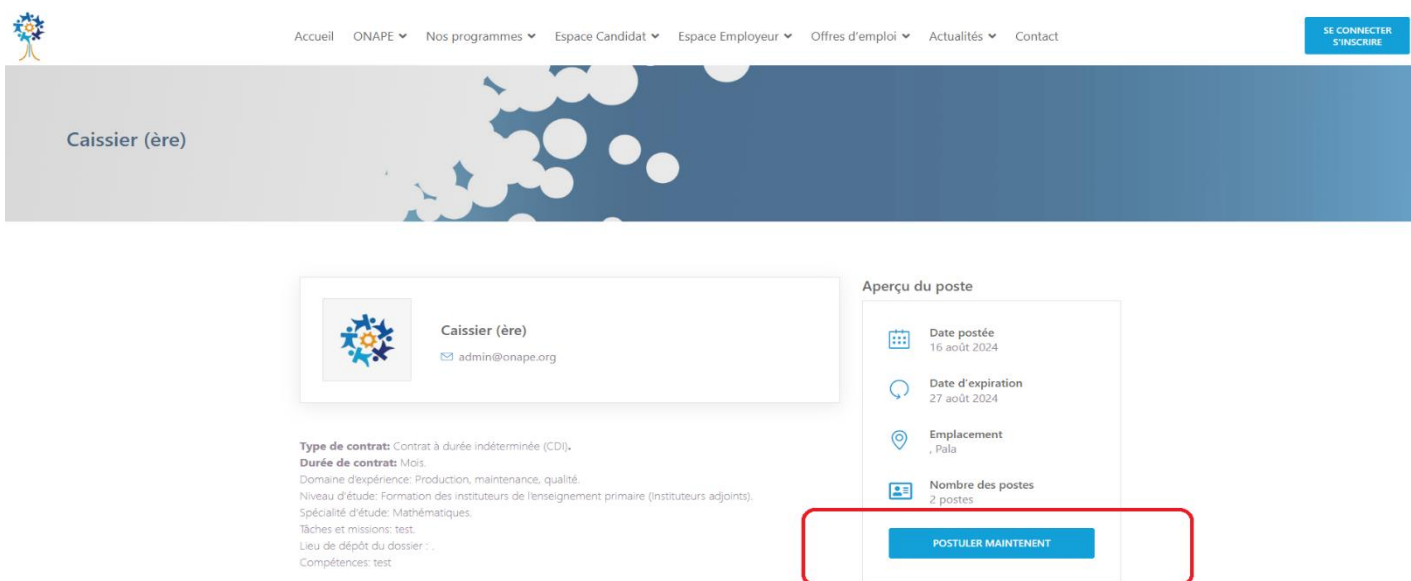 Accueil ONAPE Nos programmes Espace Candidat Espace Employeur Offres d'emploi Actualités Contact
SE CONNECTER
S'INSCRIRE
Caissier (ère)
Caissier (ère)
admin@onape.org
Type de contrat: Contrat à durée indéterminée (CDI).
Durée de contrat: Mois.
Domaine d'expérience: Production, maintenance, qualité.
Niveau d'étude: Formation des instituteurs de l'enseignement primaire (Instituteurs adjoints).
Spécialité d'étude: Mathématiques.
Tâches et missions: test.
Lieu de dépôt du dossier : .
Compétences: test
Aperçu du poste
Date postée
16 août 2024
Date d'expiration
27 août 2024
Emplacement
, Pala
Nombre des postes
2 postes
POSTULER MAINTENENT